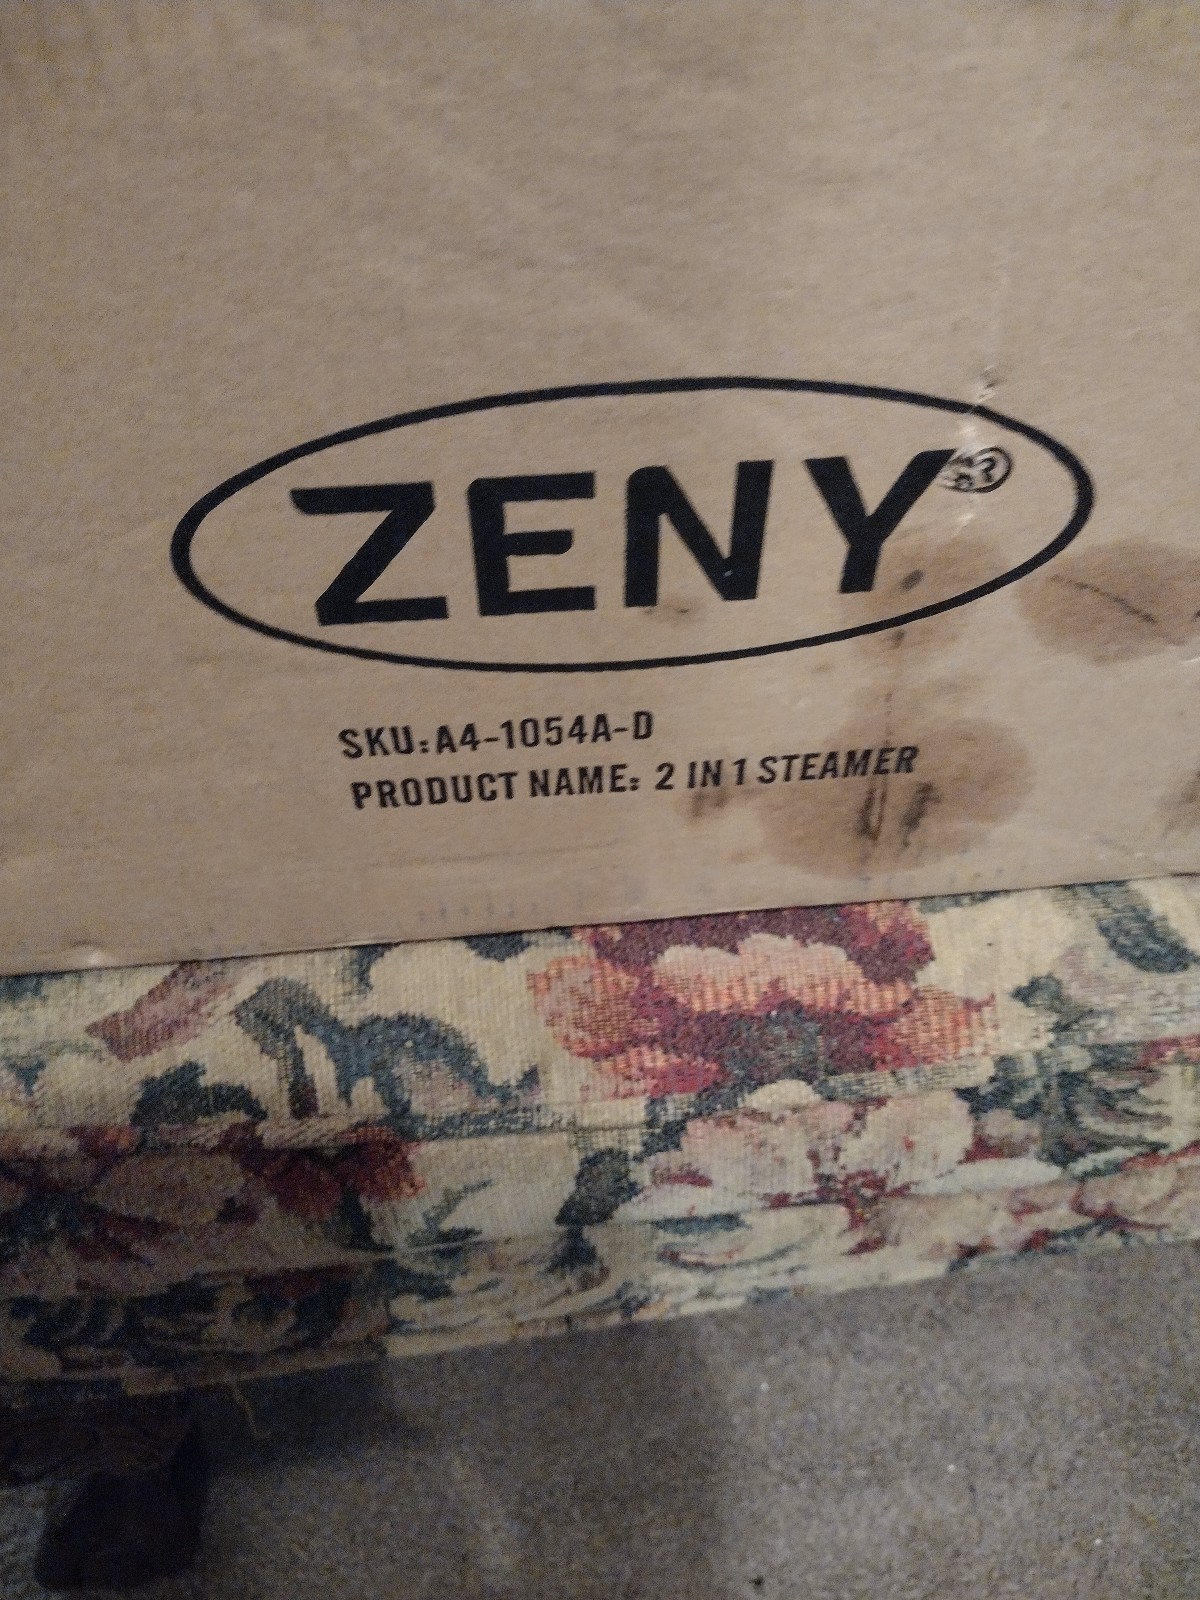 ZENY®
SKU:A4-1054A-D
PRODUCT NAME: 2 IN 1 STEAMER